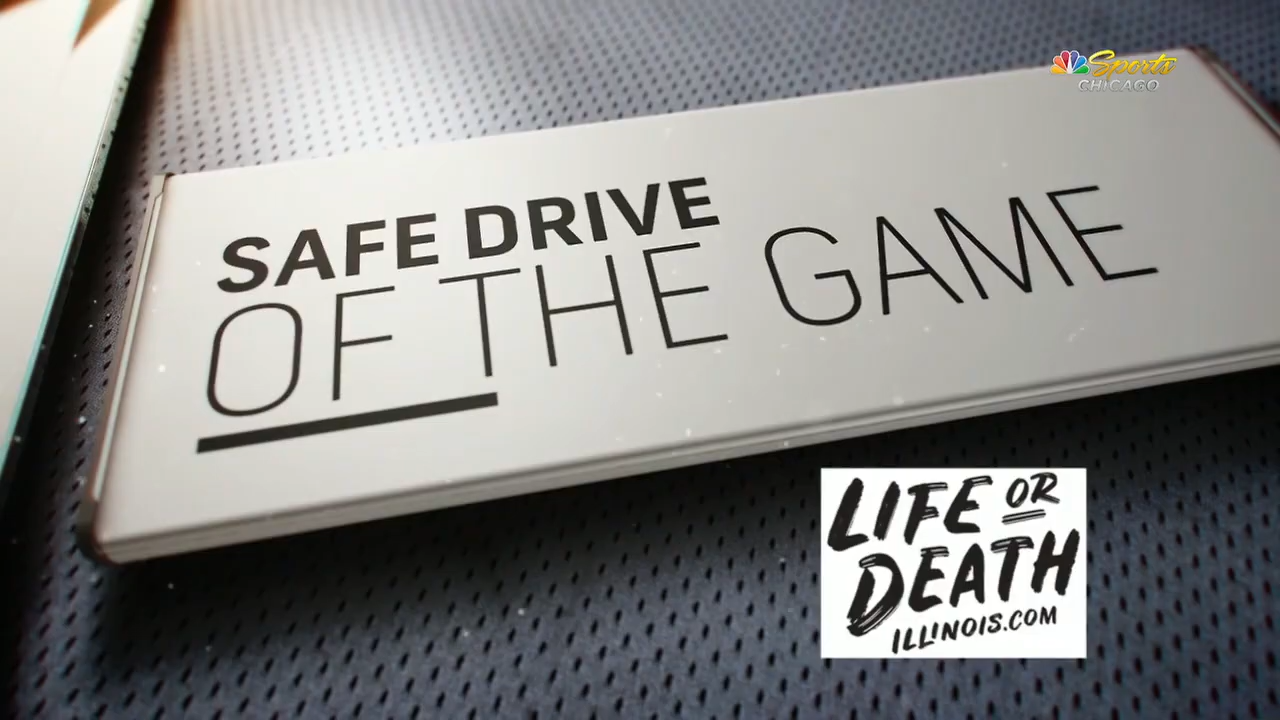 Sports
CHICAGO
SAFE DRIVE
OF THE GAME
LIFE OR
DEATH
ILLINOIS.COM